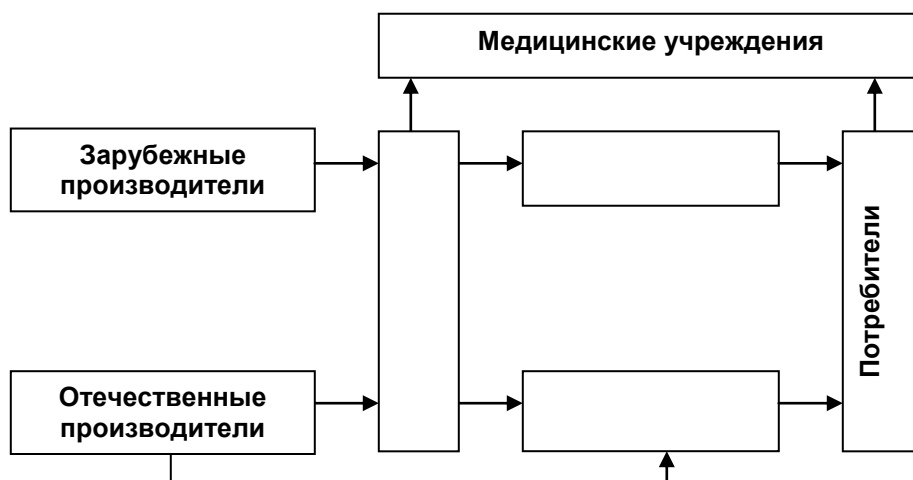 Медицинские учреждения
Зарубежные
производители
Потребители
Отечественные
производители